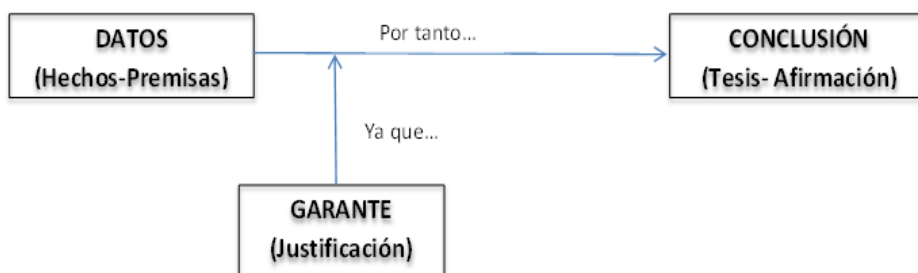 DATOS
(Hechos-Premisas)
Por tanto...
CONCLUSIÓN
(Tesis- Afirmación)
Ya que...
GARANTE
(Justificación)